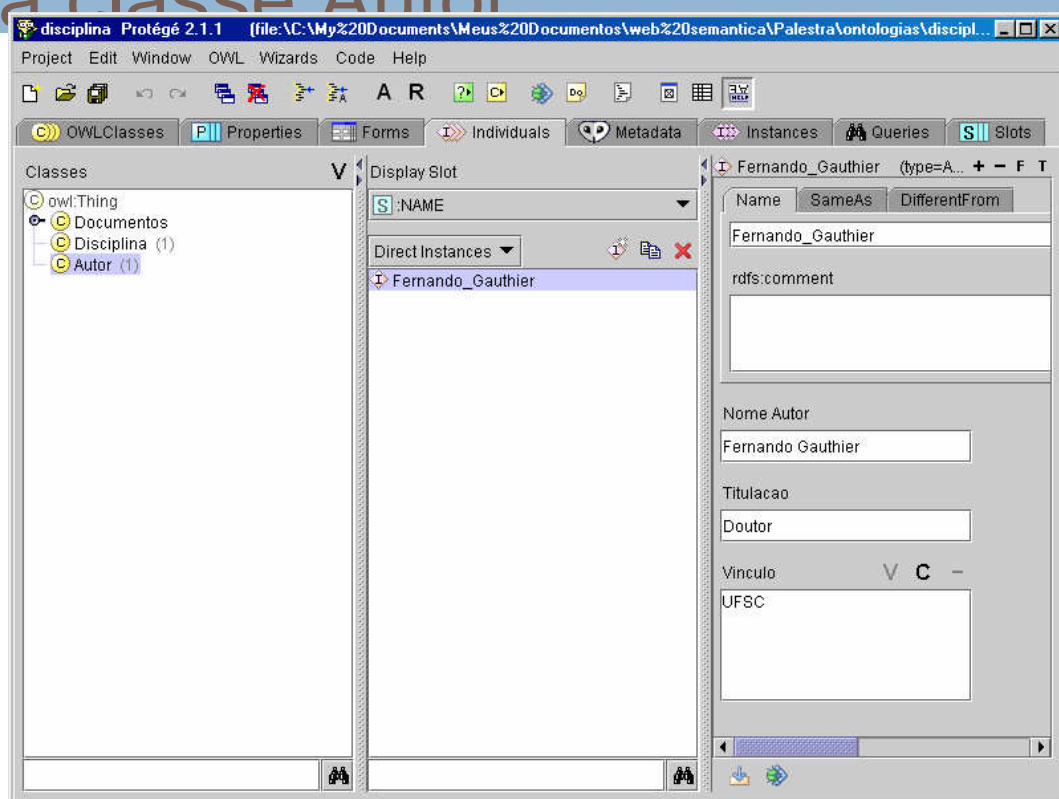 a classe Autor
disciplina Protégé 2.1.1 (file:\C:\My%20Documents\Meus%20Documentos\web%20semantica\Palestra\ontologias\discipl...
Project Edit Window OWL Wizards Code Help
OWLClasses Properties Forms Individuals Metadata Instances Queries Slots
Classes V
owl:Thing
Documentos
Disciplina (1)
Autor (1)
Display Slot
S :NAME
Direct Instances
Fernando_Gauthier
Fernando_Gauthier (type=A... + − F T
Name SameAs DifferentFrom
Fernando_Gauthier
rdfs:comment
Nome Autor
Fernando Gauthier
Titulacao
Doutor
Vinculo V C −
UFSC